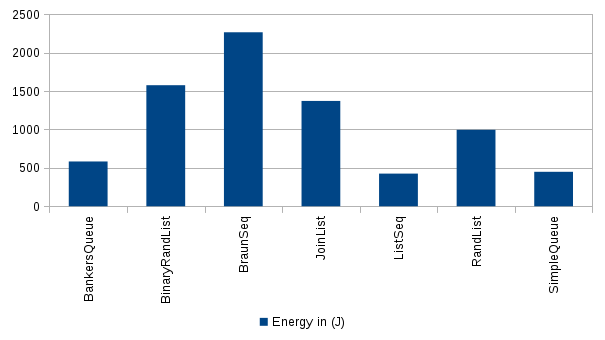 2500
2000
1500
1000
500
0
BankersQueue
BinaryRandList
BraunSeq
JoinList
ListSeq
RandList
SimpleQueue
Energy in (J)